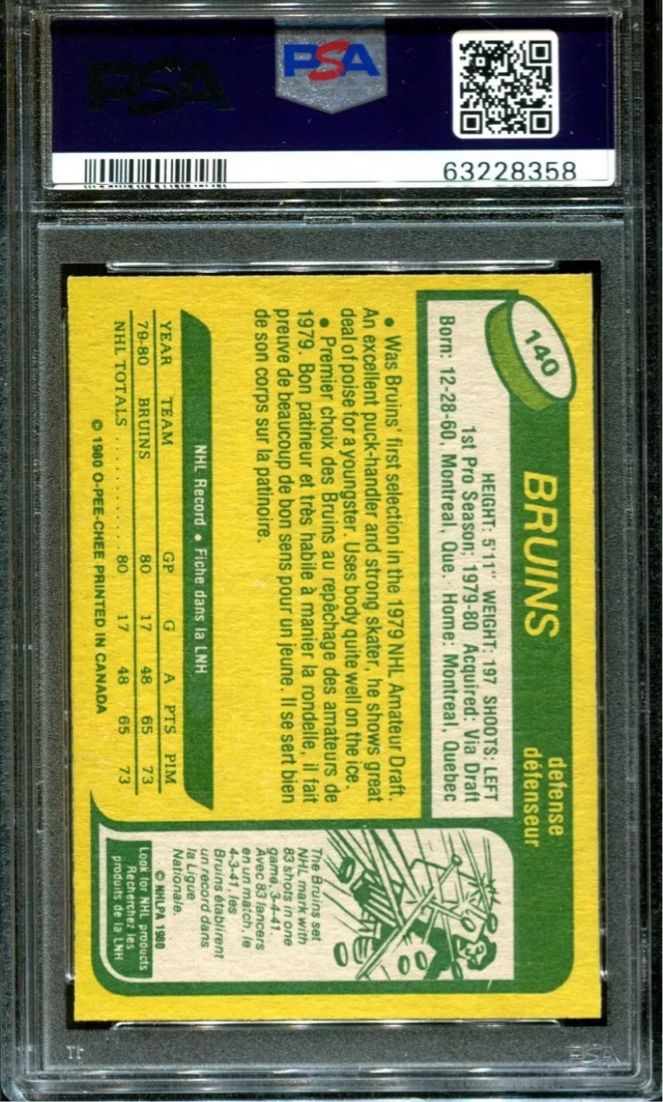 PSA
PSA
63228358
140
BRUINS
defense
défenseur
HEIGHT: 5'11" WEIGHT: 197 SHOOTS: LEFT
1st Pro Season: 1979-80 Acquired: Via Draft
Born: 12-28-60, Montreal, Que. Home: Montreal, Quebec
• Was Bruins' first selection in the 1979 NHL Amateur Draft.
An excellent puck-handler and strong skater, he shows great
deal of poise for a youngster. Uses body quite well on the ice.
• Premier choix des Bruins au repêchage des amateurs de
1979. Bon patineur et très habile à manier la rondelle, il fait
preuve de beaucoup de bon sens pour un jeune. Il se sert bien
de son corps sur la patinoire.
NHL Record • Fiche dans la LNH
YEAR TEAM GP G A PTS PIM
79-80 BRUINS 80 17 48 65 73
NHL TOTALS ........... 80 17 48 65 73
© 1980 O-PEE-CHEE PRINTED IN CANADA
The Bruins set
NHL mark with
83 shots in one
game, 3-4-41.
Avec 83 lancers
en un match, le
4-3-41, les
Bruins établirent
un record dans
la Ligue
Nationale.
© NHLPA 1980
Look for NHL products
Recherchez les
produits de la LNH
PSA